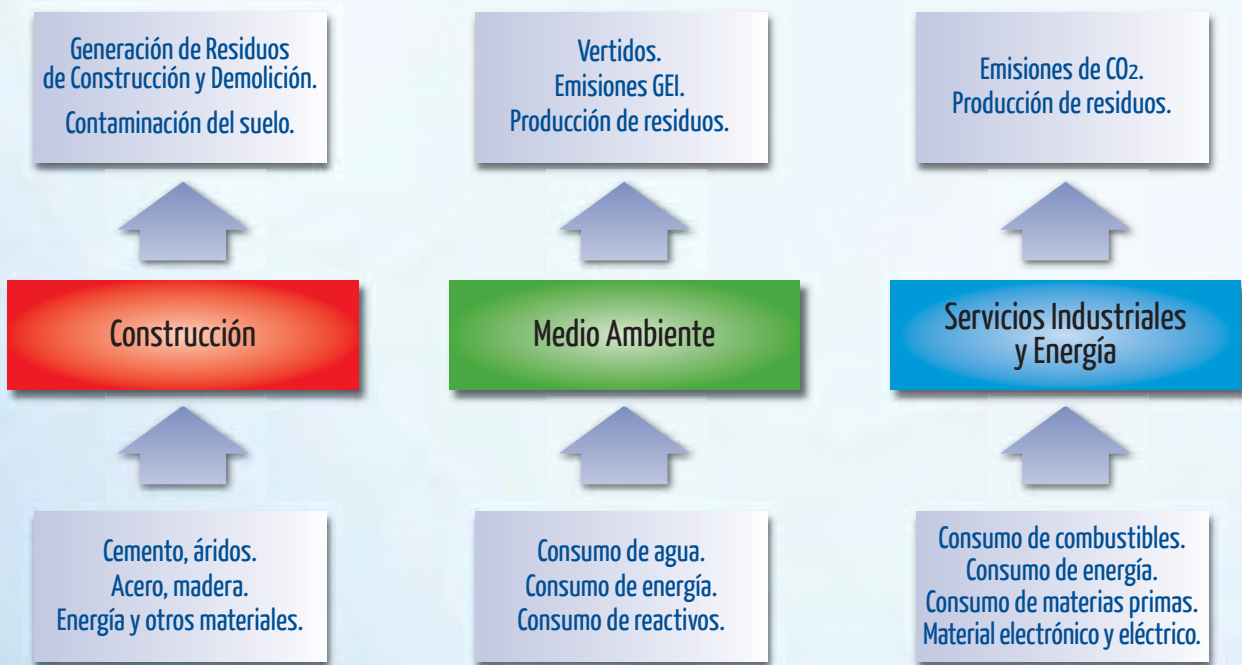 Generación de Residuos
de Construcción y Demolición.
Contaminación del suelo.
Vertidos.
Emisiones GEI.
Producción de residuos.
Emisiones de CO₂.
Producción de residuos.
Construcción
Medio Ambiente
Servicios Industriales
y Energía
Cemento, áridos.
Acero, madera.
Energía y otros materiales.
Consumo de agua.
Consumo de energía.
Consumo de reactivos.
Consumo de combustibles.
Consumo de energía.
Consumo de materias primas.
Material electrónico y eléctrico.